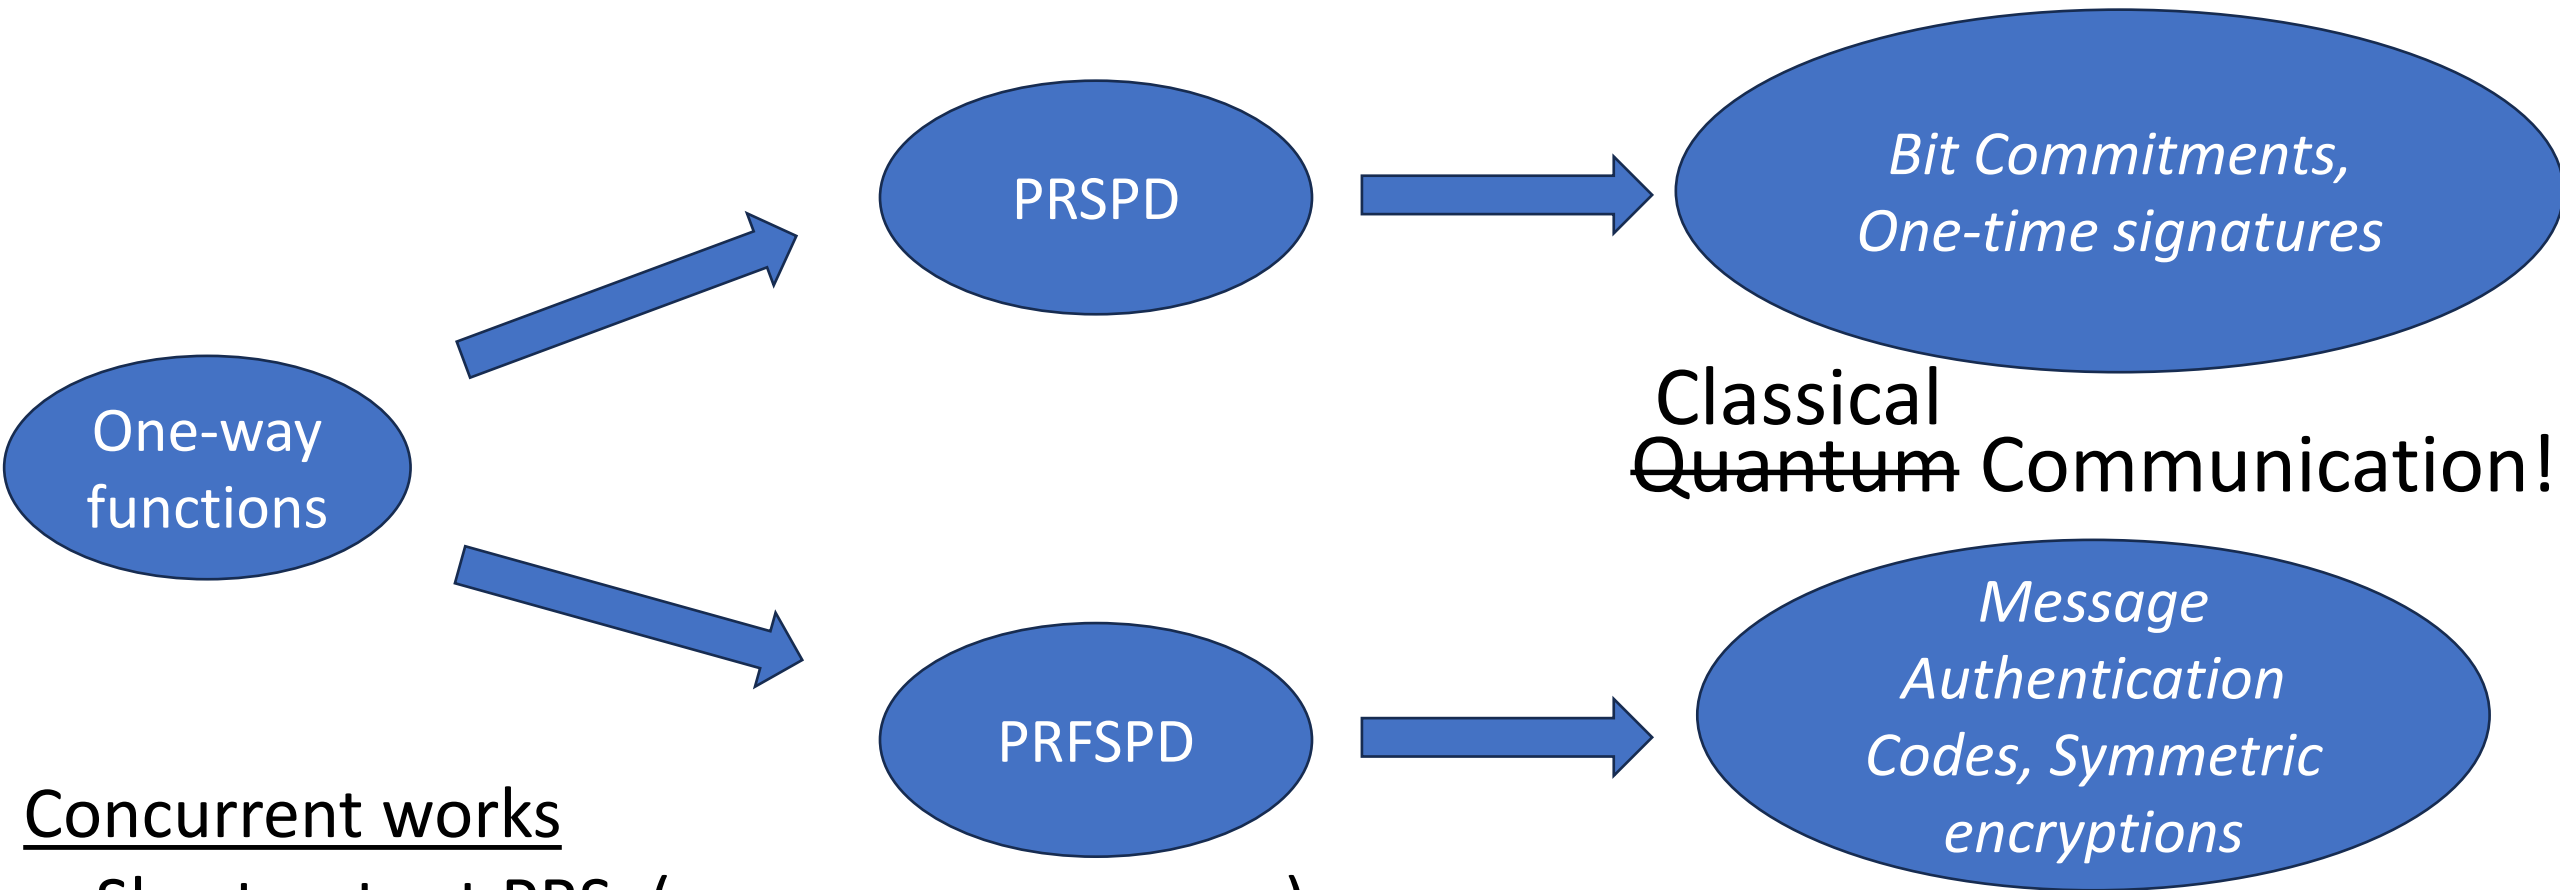 PRSPD
Bit Commitments,
One-time signatures
One-way
functions
Classical
Quantum Communication!
PRFSPD
Message
Authentication
Codes, Symmetric
encryptions
Concurrent works